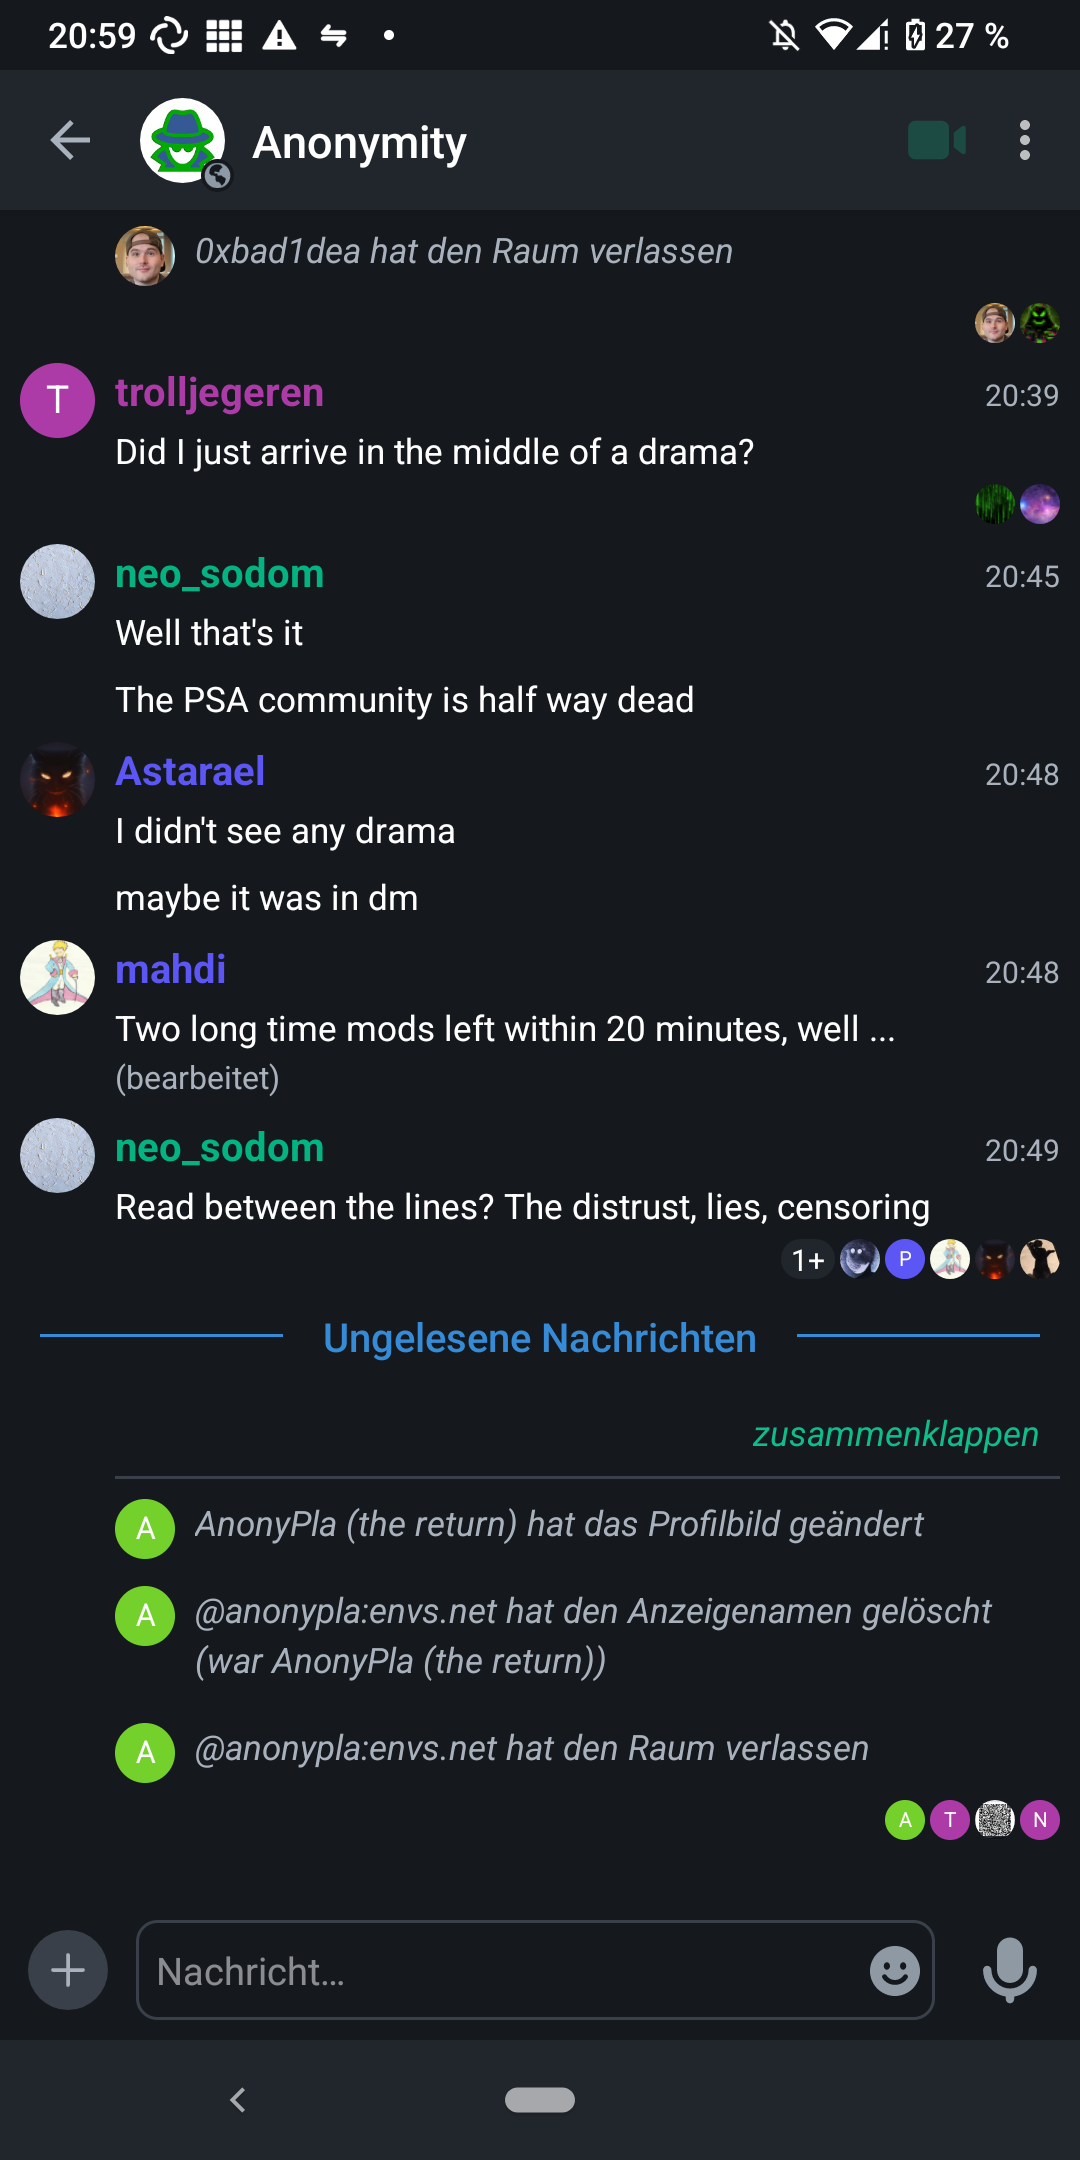 20:59
27 %
Anonymity
0xbad1dea hat den Raum verlassen
T
trolljegeren
20:39
Did I just arrive in the middle of a drama?
neo_sodom
20:45
Well that's it
The PSA community is half way dead
Astarael
20:48
I didn't see any drama
maybe it was in dm
mahdi
20:48
Two long time mods left within 20 minutes, well ...
(bearbeitet)
neo_sodom
20:49
Read between the lines? The distrust, lies, censoring
1+
P
Ungelesene Nachrichten
zusammenklappen
A
AnonyPla (the return) hat das Profilbild geändert
A
@anonypla:envs.net hat den Anzeigenamen gelöscht
(war AnonyPla (the return))
A
@anonypla:envs.net hat den Raum verlassen
A
T
N
Nachricht…